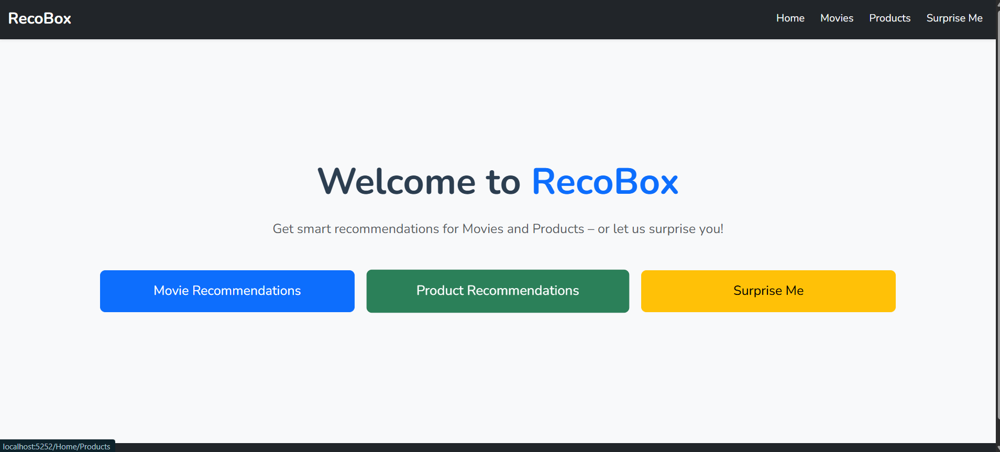 RecoBox
Home Movies Products Surprise Me
Welcome to RecoBox
Get smart recommendations for Movies and Products – or let us surprise you!
Movie Recommendations
Product Recommendations
Surprise Me
localhost:5252/Home/Products